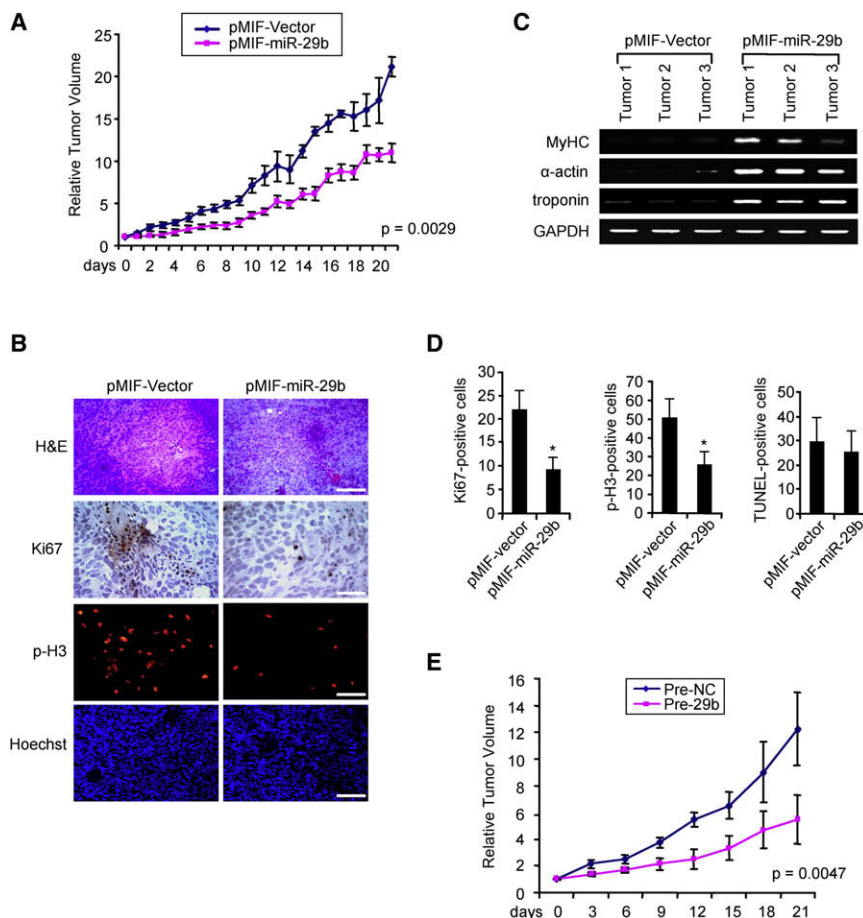 A
pMIF-Vector
pMIF-miR-29b
Relative Tumor Volume
25
20
15
10
5
0
days 0 2 4 6 8 10 12 14 16 18 20
p = 0.0029
B
pMIF-Vector pMIF-miR-29b
H&E
Ki67
p-H3
Hoechst
C
pMIF-Vector pMIF-miR-29b
Tumor 1 Tumor 2 Tumor 3 Tumor 1 Tumor 2 Tumor 3
MyHC
α-actin
troponin
GAPDH
D
Ki67-positive cells
25
20
15
10
5
0
pMIF-vector
pMIF-miR-29b
*
p-H3-positive cells
70
60
50
40
30
20
10
0
pMIF-vector
pMIF-miR-29b
*
TUNEL-positive cells
50
40
30
20
10
0
pMIF-vector
pMIF-miR-29b
E
Pre-NC
Pre-29b
Relative Tumor Volume
16
14
12
10
8
6
4
2
0
days 0 3 6 9 12 15 18 21
p = 0.0047